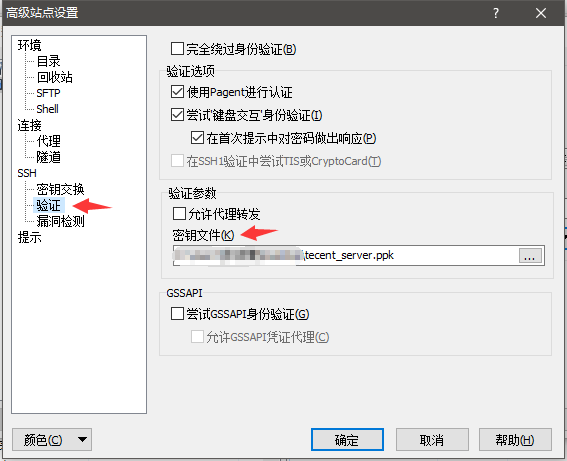 高级站点设置
环境
目录
回收站
SFTP
Shell
连接
代理
隧道
SSH
密钥交换
验证
漏洞检测
提示
完全绕过身份验证(B)
验证选项
使用Pagent进行认证
尝试'键盘交互'身份验证(I)
在首次提示中对密码做出响应(P)
在SSH1验证中尝试TIS或CryptoCard(T)
验证参数
允许代理转发
密钥文件(K)
\tecent_server.ppk
...
GSSAPI
尝试GSSAPI身份验证(G)
允许GSSAPI凭证代理(C)
颜色(C)
确定
取消
帮助(H)